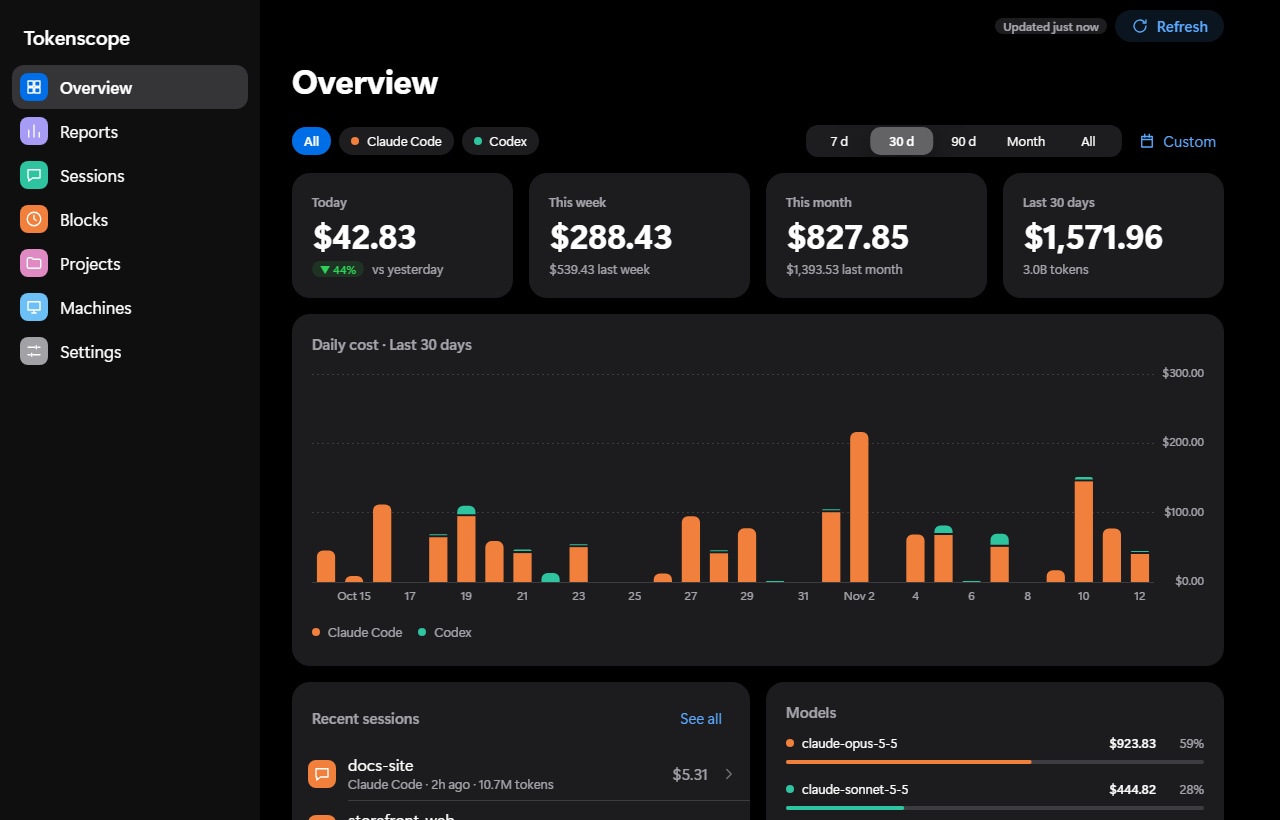 Tokenscope
Overview
Reports
Sessions
Blocks
Projects
Machines
Settings
Updated just now
Refresh
Overview
All
Claude Code
Codex
7 d
30 d
90 d
Month
All
Custom
Today
$42.83
▼ 44% vs yesterday
This week
$288.43
$539.43 last week
This month
$827.85
$1,393.53 last month
Last 30 days
$1,571.96
3.0B tokens
Daily cost · Last 30 days
$300.00
$200.00
$100.00
$0.00
Oct 15 17 19 21 23 25 27 29 31 Nov 2 4 6 8 10 12
Claude Code
Codex
Recent sessions
See all
docs-site
Claude Code · 2h ago · 10.7M tokens
$5.31
storefront-web
Models
claude-opus-5-5 $923.83 59%
claude-sonnet-5-5 $444.82 28%